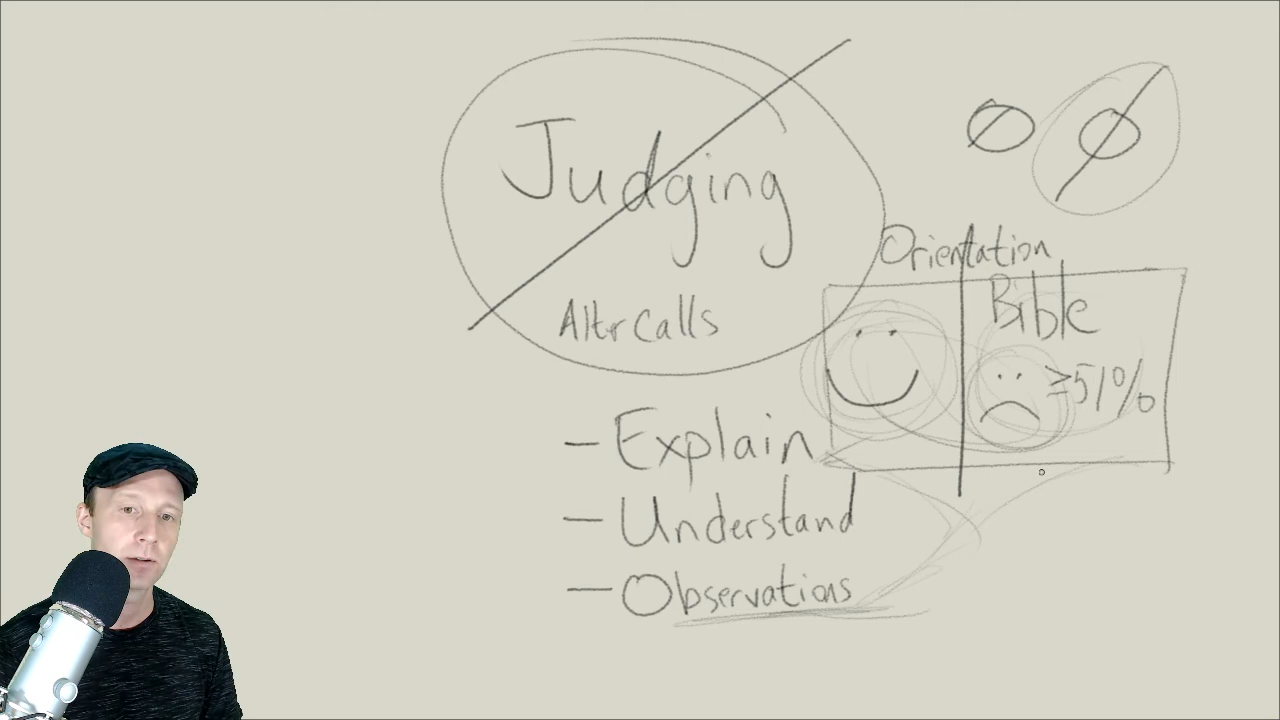 Judging
Altr Calls
Orientation
Bible
≥51%
- Explain
- Understand
- Observations